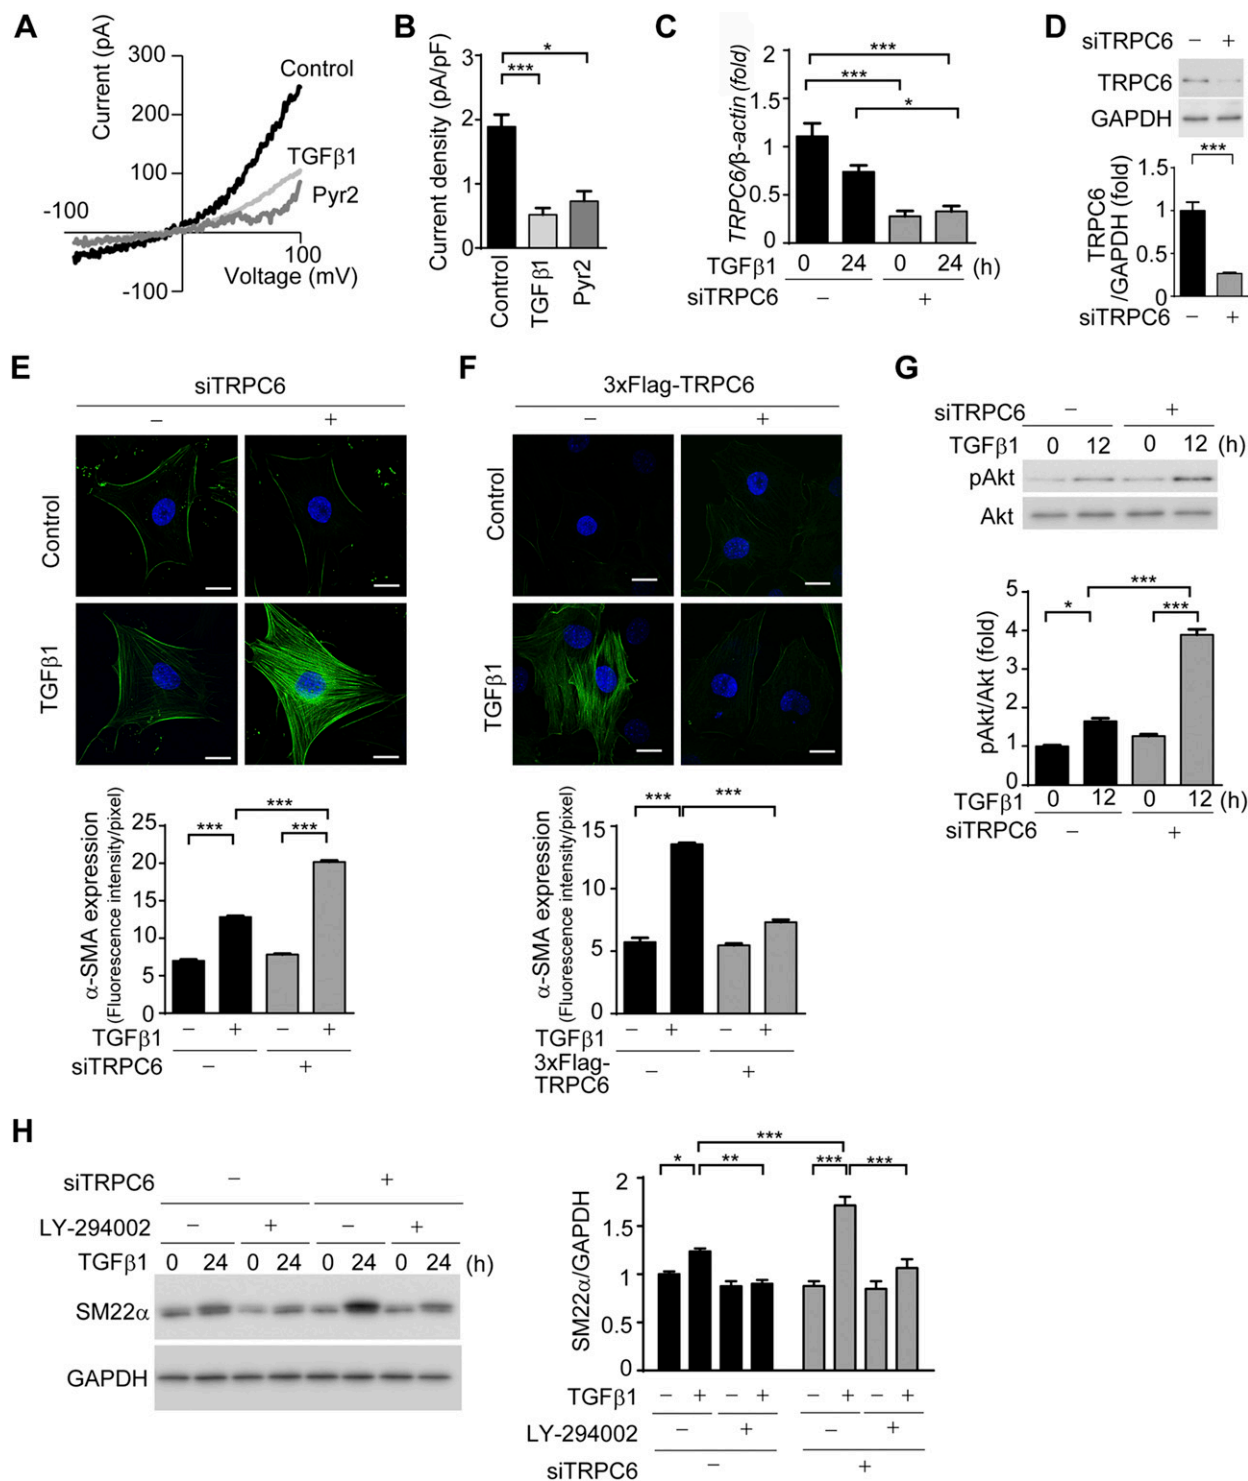 A
Current (pA)
300
200
100
-100
-100
100
Voltage (mV)
Control
TGFβ1
Pyr2
B
Current density (pA/pF)
3
2
1
0
*
***
Control
TGFβ1
Pyr2
C
TRPC6/β-actin (fold)
2
1.5
1
0.5
0
***
***
*
TGFβ1 0 24 0 24 (h)
siTRPC6 − +
D
siTRPC6 − +
TRPC6
GAPDH
TRPC6
/GAPDH (fold)
1.5
1
0.5
0
***
siTRPC6 − +
E
siTRPC6
− +
Control
TGFβ1
α-SMA expression
(Fluorescence intensity/pixel)
25
20
15
10
5
0
***
*** ***
TGFβ1 − + − +
siTRPC6 − +
F
3xFlag-TRPC6
− +
Control
TGFβ1
α-SMA expression
(Fluorescence intensity/pixel)
15
10
5
0
*** ***
TGFβ1 − + − +
3xFlag-
TRPC6 − +
G
siTRPC6 − +
TGFβ1 0 12 0 12 (h)
pAkt
Akt
pAkt/Akt (fold)
5
4
3
2
1
0
***
* ***
TGFβ1 0 12 0 12 (h)
siTRPC6 − +
H
siTRPC6 − +
LY-294002 − + − +
TGFβ1 0 24 0 24 0 24 0 24 (h)
SM22α
GAPDH
SM22α/GAPDH
2
1.5
1
0.5
0
***
* ** *** ***
TGFβ1 − + − + − + − +
LY-294002 − + − +
siTRPC6 − +